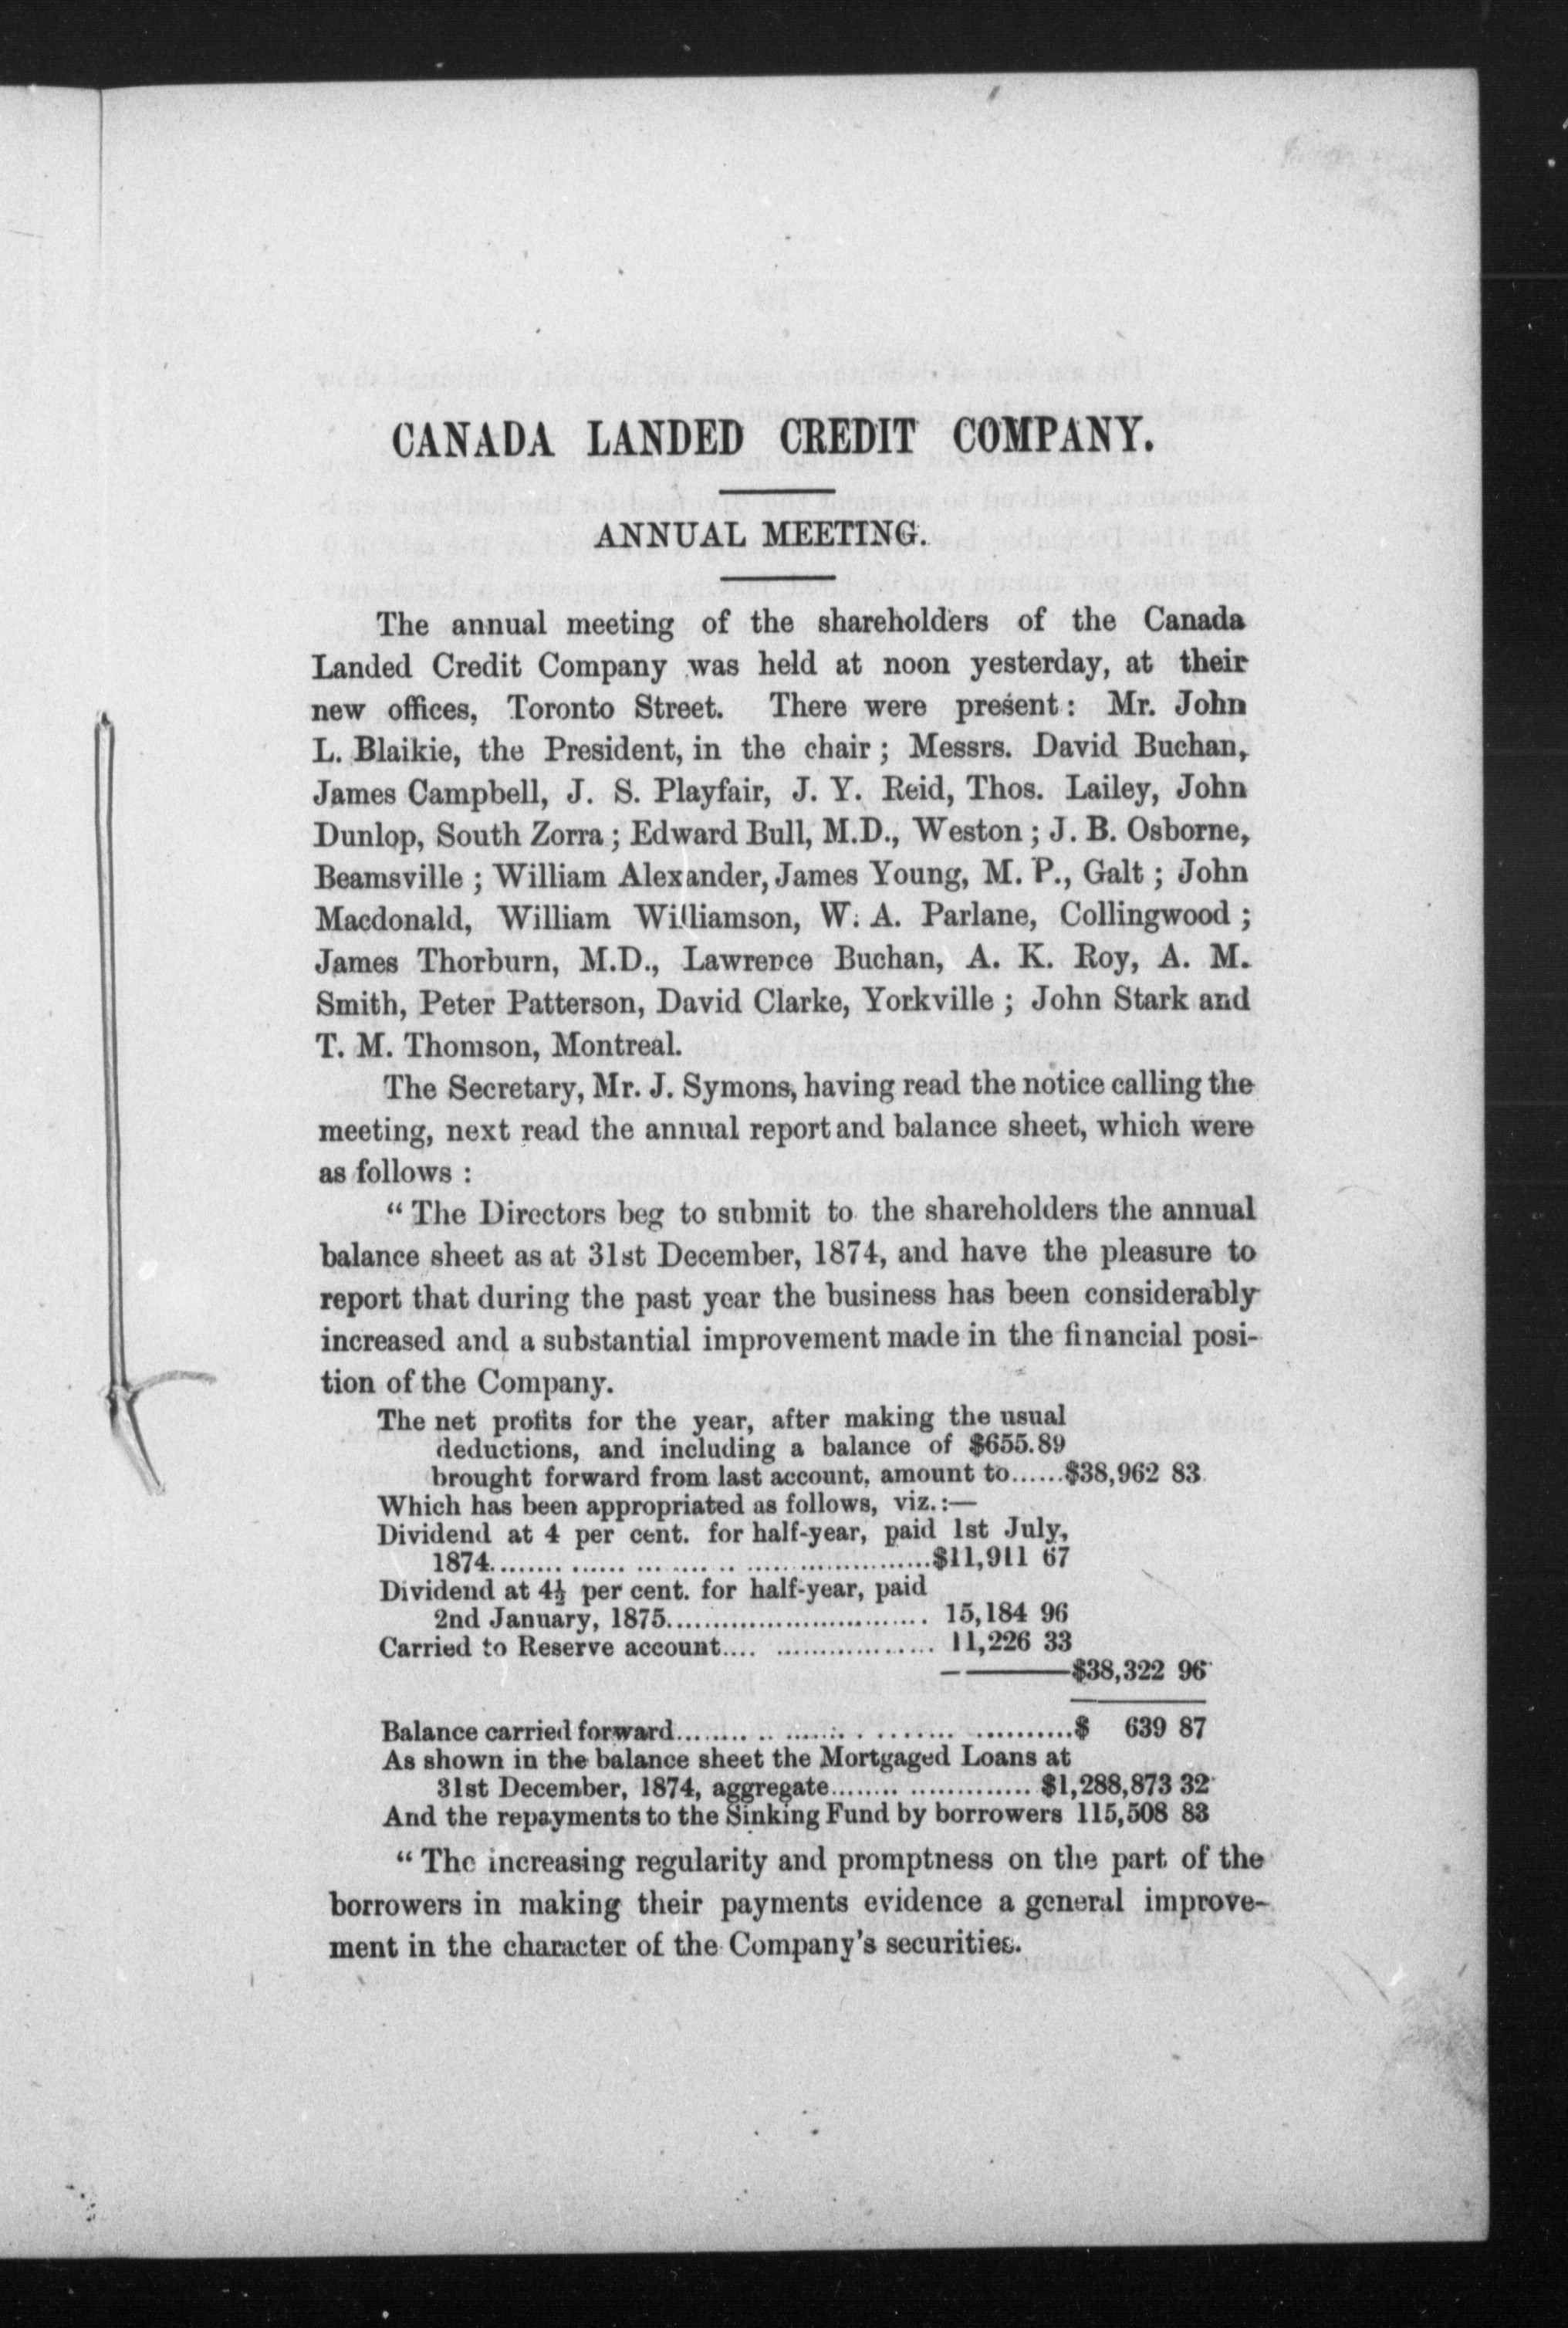 CANADA LANDED CREDIT COMPANY.
ANNUAL MEETING.
The annual meeting of the shareholders of the Canada
Landed Credit Company was held at noon yesterday, at their
new offices, Toronto Street. There were present: Mr. John
L. Blaikie, the President, in the chair; Messrs. David Buchan,
James Campbell, J. S. Playfair, J. Y. Reid, Thos. Lailey, John
Dunlop, South Zorra; Edward Bull, M.D., Weston; J. B. Osborne,
Beamsville; William Alexander, James Young, M. P., Galt; John
Macdonald, William Williamson, W. A. Parlane, Collingwood;
James Thorburn, M.D., Lawrence Buchan, A. K. Roy, A. M.
Smith, Peter Patterson, David Clarke, Yorkville; John Stark and
T. M. Thomson, Montreal.
The Secretary, Mr. J. Symons, having read the notice calling the
meeting, next read the annual report and balance sheet, which were
as follows:
"The Directors beg to submit to the shareholders the annual
balance sheet as at 31st December, 1874, and have the pleasure to
report that during the past year the business has been considerably
increased and a substantial improvement made in the financial posi-
tion of the Company.
The net profits for the year, after making the usual
deductions, and including a balance of $655.89
brought forward from last account, amount to......$38,962 83
Which has been appropriated as follows, viz.:—
Dividend at 4 per cent. for half-year, paid 1st July,
1874..................................................$11,911 67
Dividend at 4½ per cent. for half-year, paid
2nd January, 1875.............................. 15,184 96
Carried to Reserve account...................... 11,226 33
$38,322 96
Balance carried forward........................................$ 639 87
As shown in the balance sheet the Mortgaged Loans at
31st December, 1874, aggregate...................... $1,288,873 32
And the repayments to the Sinking Fund by borrowers 115,508 83
"The increasing regularity and promptness on the part of the
borrowers in making their payments evidence a general improve-
ment in the character of the Company's securities.